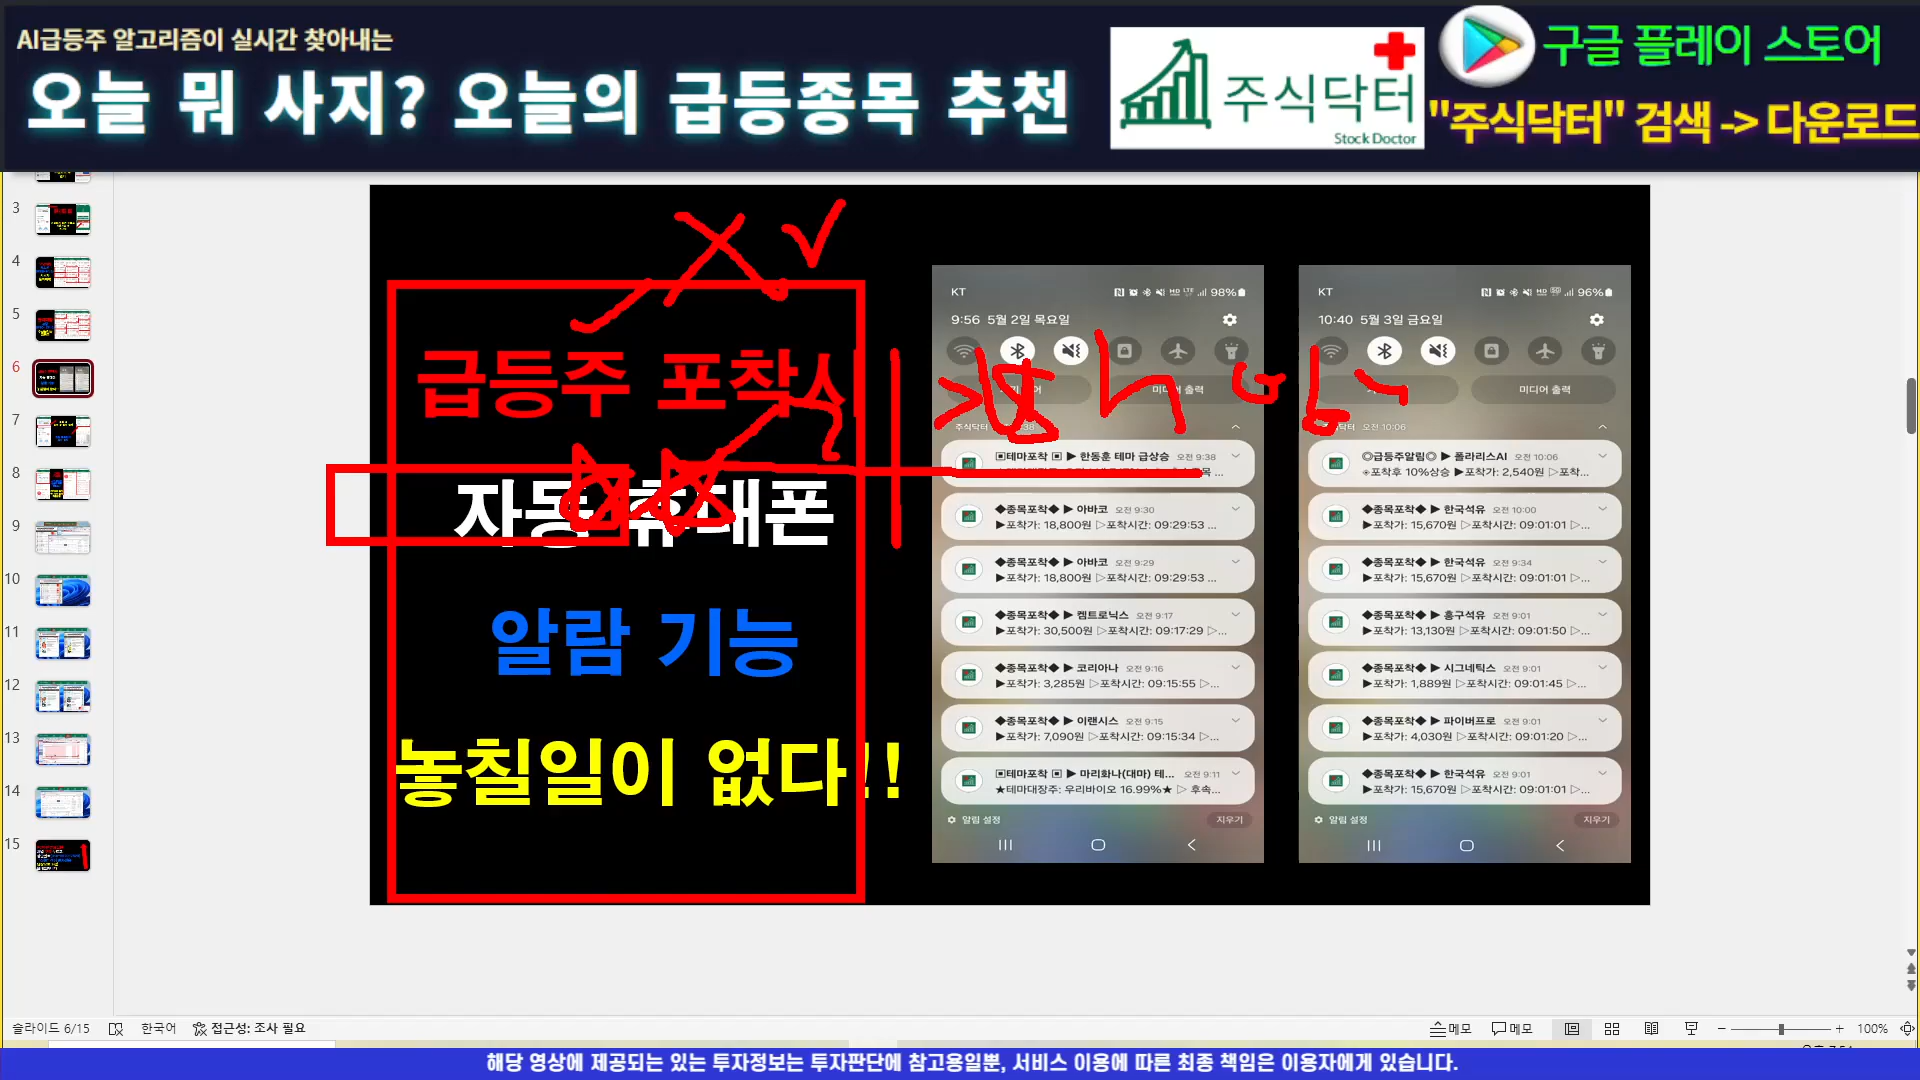 AI급등주 알고리즘이 실시간 찾아내는
오늘 뭐 사지? 오늘의 급등종목 추천
주식닥터
Stock Doctor
구글 플레이 스토어
"주식닥터" 검색 -> 다운로드
3
4
5
6
7
8
9
10
11
12
13
14
15
급등주 포착시
자동 휴대폰
알람 기능
놓칠일이 없다!!
KT
98%
9:56 5월 2일 목요일
미디어 출력
주식닥터
▣테마포착 ▣ ▶ 한동훈 테마 급상승 오전 9:38
◆종목포착◆ ▶ 아바코 오전 9:30
▶포착가: 18,800원 ▷포착시간: 09:29:53 ...
◆종목포착◆ ▶ 아바코 오전 9:29
▶포착가: 18,800원 ▷포착시간: 09:29:53 ...
◆종목포착◆ ▶ 켐트로닉스 오전 9:17
▶포착가: 30,500원 ▷포착시간: 09:17:29 ▷...
◆종목포착◆ ▶ 코리아나 오전 9:16
▶포착가: 3,285원 ▷포착시간: 09:15:55 ▷...
◆종목포착◆ ▶ 이랜시스 오전 9:15
▶포착가: 7,090원 ▷포착시간: 09:15:34 ▷...
▣테마포착 ▣ ▶ 마리화나(대마) 테... 오전 9:11
★테마대장주: 우리바이오 16.99%★ ▷ 후속...
알림 설정
지우기
KT
96%
10:40 5월 3일 금요일
미디어 출력
닥터 오전 10:06
◎급등주알림◎ ▶ 폴라리스AI 오전 10:06
※포착후 10%상승 ▶포착가: 2,540원 ▷포착...
◆종목포착◆ ▶ 한국석유 오전 10:00
▶포착가: 15,670원 ▷포착시간: 09:01:01 ▷...
◆종목포착◆ ▶ 한국석유 오전 9:34
▶포착가: 15,670원 ▷포착시간: 09:01:01 ▷...
◆종목포착◆ ▶ 흥구석유 오전 9:01
▶포착가: 13,130원 ▷포착시간: 09:01:50 ▷...
◆종목포착◆ ▶ 시그네틱스 오전 9:01
▶포착가: 1,889원 ▷포착시간: 09:01:45 ▷...
◆종목포착◆ ▶ 파이버프로 오전 9:01
▶포착가: 4,030원 ▷포착시간: 09:01:20 ▷...
◆종목포착◆ ▶ 한국석유 오전 9:01
▶포착가: 15,670원 ▷포착시간: 09:01:01 ▷...
알림 설정
지우기
슬라이드 6/15 한국어 접근성: 조사 필요
메모 메모 100%
해당 영상에 제공되는 있는 투자정보는 투자판단에 참고용일뿐, 서비스 이용에 따른 최종 책임은 이용자에게 있습니다.